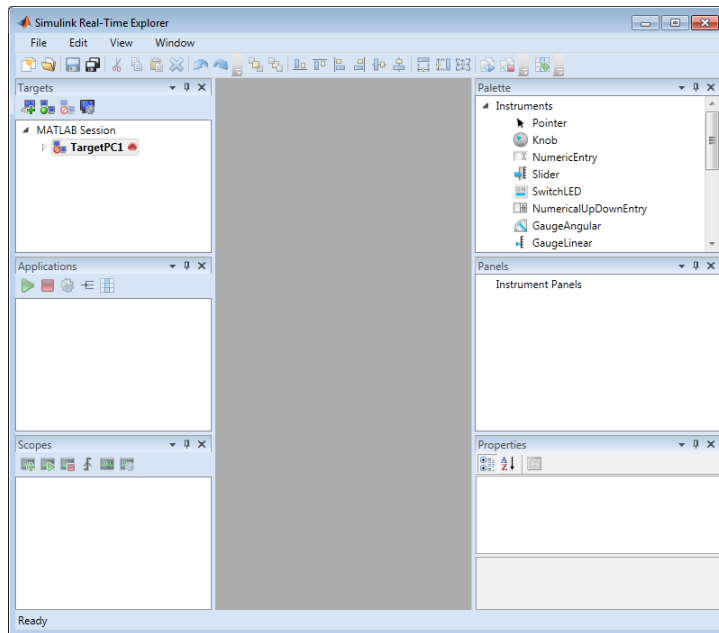 Simulink Real-Time Explorer
File Edit View Window
Targets
MATLAB Session
TargetPC1
Applications
Scopes
Palette
Instruments
Pointer
Knob
NumericEntry
Slider
SwitchLED
NumericalUpDownEntry
GaugeAngular
GaugeLinear
Panels
Instrument Panels
Properties
Ready